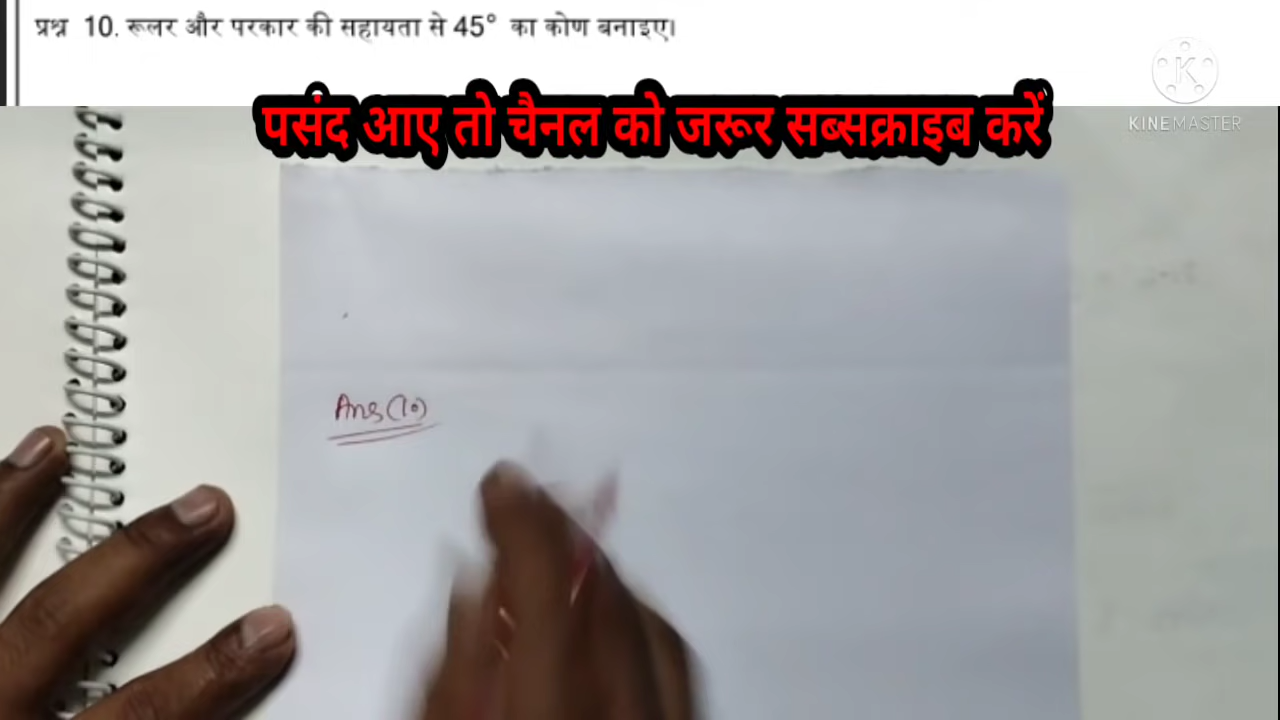 प्रश्न 10. रूलर और परकार की सहायता से 45° का कोण बनाइए।
K
KINEMASTER
पसंद आए तो चैनल को जरूर सब्सक्राइब करें
Ans(10)